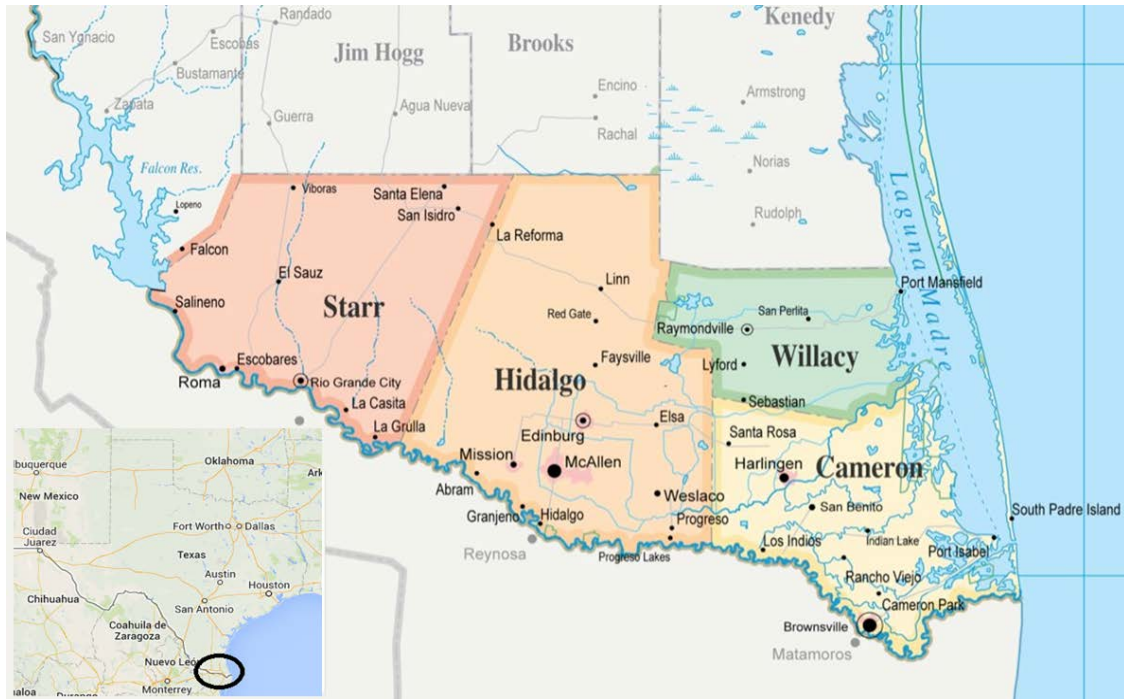 San Ygnacio
Randado
Escobas
Bustamante
Zapata
Jim Hogg
Guerra
Agua Nueva
Brooks
Encino
Rachal
Kenedy
Armstrong
Norias
Rudolph
Falcon Res.
Lopeno
Falcon
Salineno
Viboras
Santa Elena
San Isidro
El Sauz
Starr
Escobares
Roma
Rio Grande City
La Casita
La Grulla
La Reforma
Linn
Red Gate
Faysville
Hidalgo
Edinburg
Elsa
Mission
McAllen
Abram
Weslaco
Granjeno
Hidalgo
Progreso
Progreso Lakes
Reynosa
Port Mansfield
San Perlita
Raymondville
Willacy
Lyford
Sebastian
Laguna Madre
Santa Rosa
Harlingen
Cameron
San Benito
South Padre Island
Los Indios
Indian Lake
Port Isabel
Rancho Viejo
Cameron Park
Brownsville
Matamoros
buquerque
Oklahoma
Ark
New Mexico
Ciudad
Juarez
Fort Worth
Dallas
Texas
Austin
Houston
San Antonio
Chihuahua
Coahuila de
Zaragoza
Nuevo León
Monterrey
naloa
Durango